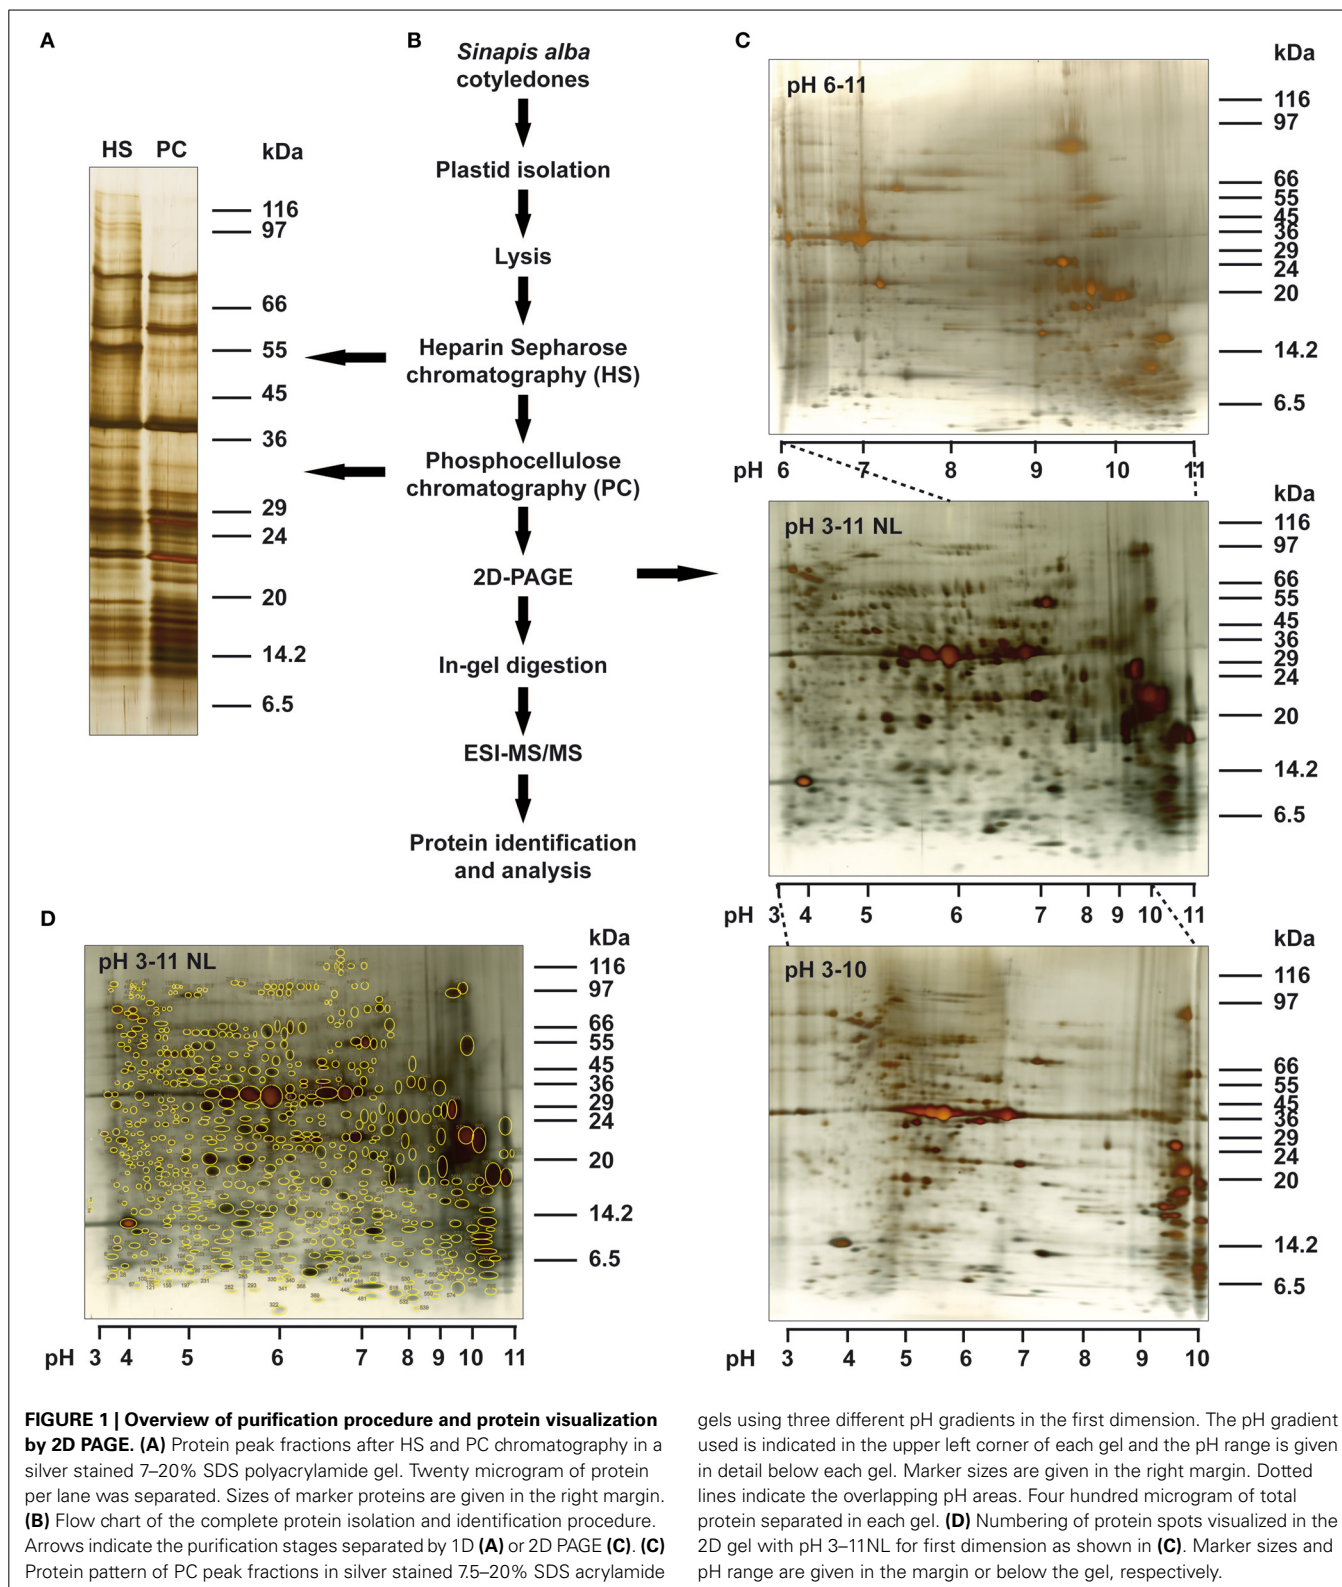 A
HS PC kDa
116
97
66
55
45
36
29
24
20
14.2
6.5
B
Sinapis alba
cotyledones
Plastid isolation
Lysis
Heparin Sepharose
chromatography (HS)
Phosphocellulose
chromatography (PC)
2D-PAGE
In-gel digestion
ESI-MS/MS
Protein identification
and analysis
C
kDa
pH 6-11
116
97
66
55
45
36
29
24
20
14.2
6.5
pH 6 7 8 9 10 11
kDa
pH 3-11 NL
116
97
66
55
45
36
29
24
20
14.2
6.5
pH 3 4 5 6 7 8 9 10 11
kDa
pH 3-10
116
97
66
55
45
36
29
24
20
14.2
6.5
pH 3 4 5 6 7 8 9 10
D
kDa
pH 3-11 NL
116
97
66
55
45
36
29
24
20
14.2
6.5
pH 3 4 5 6 7 8 9 10 11
FIGURE 1 | Overview of purification procedure and protein visualization
by 2D PAGE. (A) Protein peak fractions after HS and PC chromatography in a
silver stained 7–20% SDS polyacrylamide gel. Twenty microgram of protein
per lane was separated. Sizes of marker proteins are given in the right margin.
(B) Flow chart of the complete protein isolation and identification procedure.
Arrows indicate the purification stages separated by 1D (A) or 2D PAGE (C). (C)
Protein pattern of PC peak fractions in silver stained 7.5–20% SDS acrylamide
gels using three different pH gradients in the first dimension. The pH gradient
used is indicated in the upper left corner of each gel and the pH range is given
in detail below each gel. Marker sizes are given in the right margin. Dotted
lines indicate the overlapping pH areas. Four hundred microgram of total
protein separated in each gel. (D) Numbering of protein spots visualized in the
2D gel with pH 3–11NL for first dimension as shown in (C). Marker sizes and
pH range are given in the margin or below the gel, respectively.